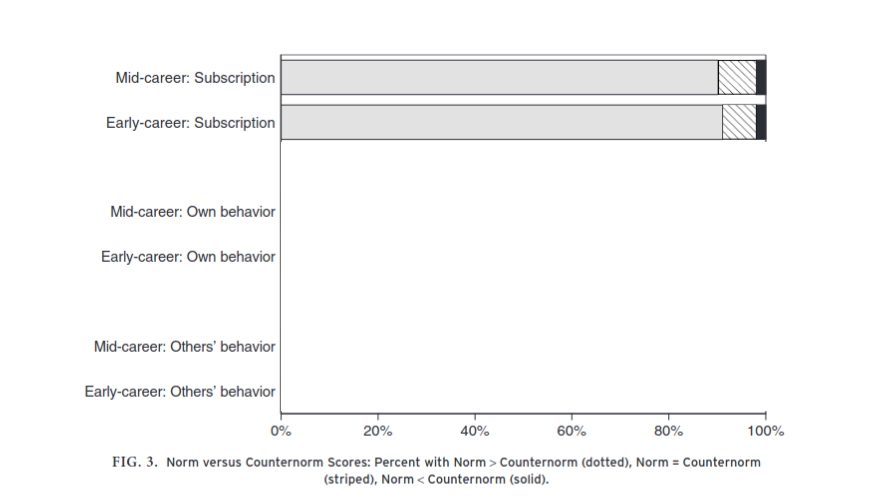 Mid-career: Subscription
Early-career: Subscription
Mid-career: Own behavior
Early-career: Own behavior
Mid-career: Others’ behavior
Early-career: Others’ behavior
0% 20% 40% 60% 80% 100%
FIG. 3. Norm versus Counternorm Scores: Percent with Norm > Counternorm (dotted), Norm = Counternorm
(striped), Norm < Counternorm (solid).